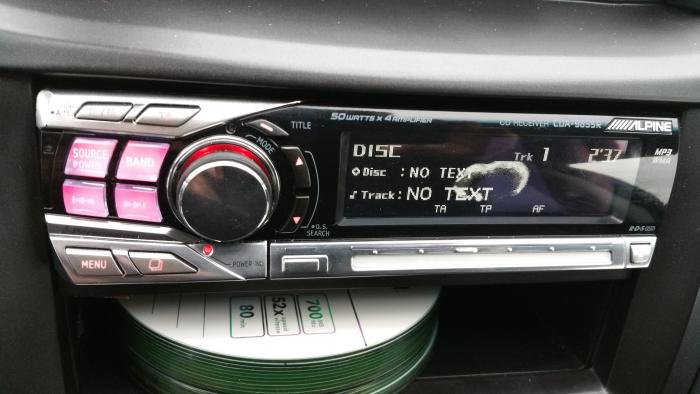 50WATTS × 4 AMPLIFIER
CD RECEIVER CDA-9855R
ALPINE
TITLE
MODE
SOURCE
POWER
BAND
DISC
Trk 1
2'37
MP3
WMA
Disc : NO TEXT
Track: NO TEXT
TA TP AF
Q.S.
SEARCH
R·D·S
MENU
POWER
700
52X
80
min